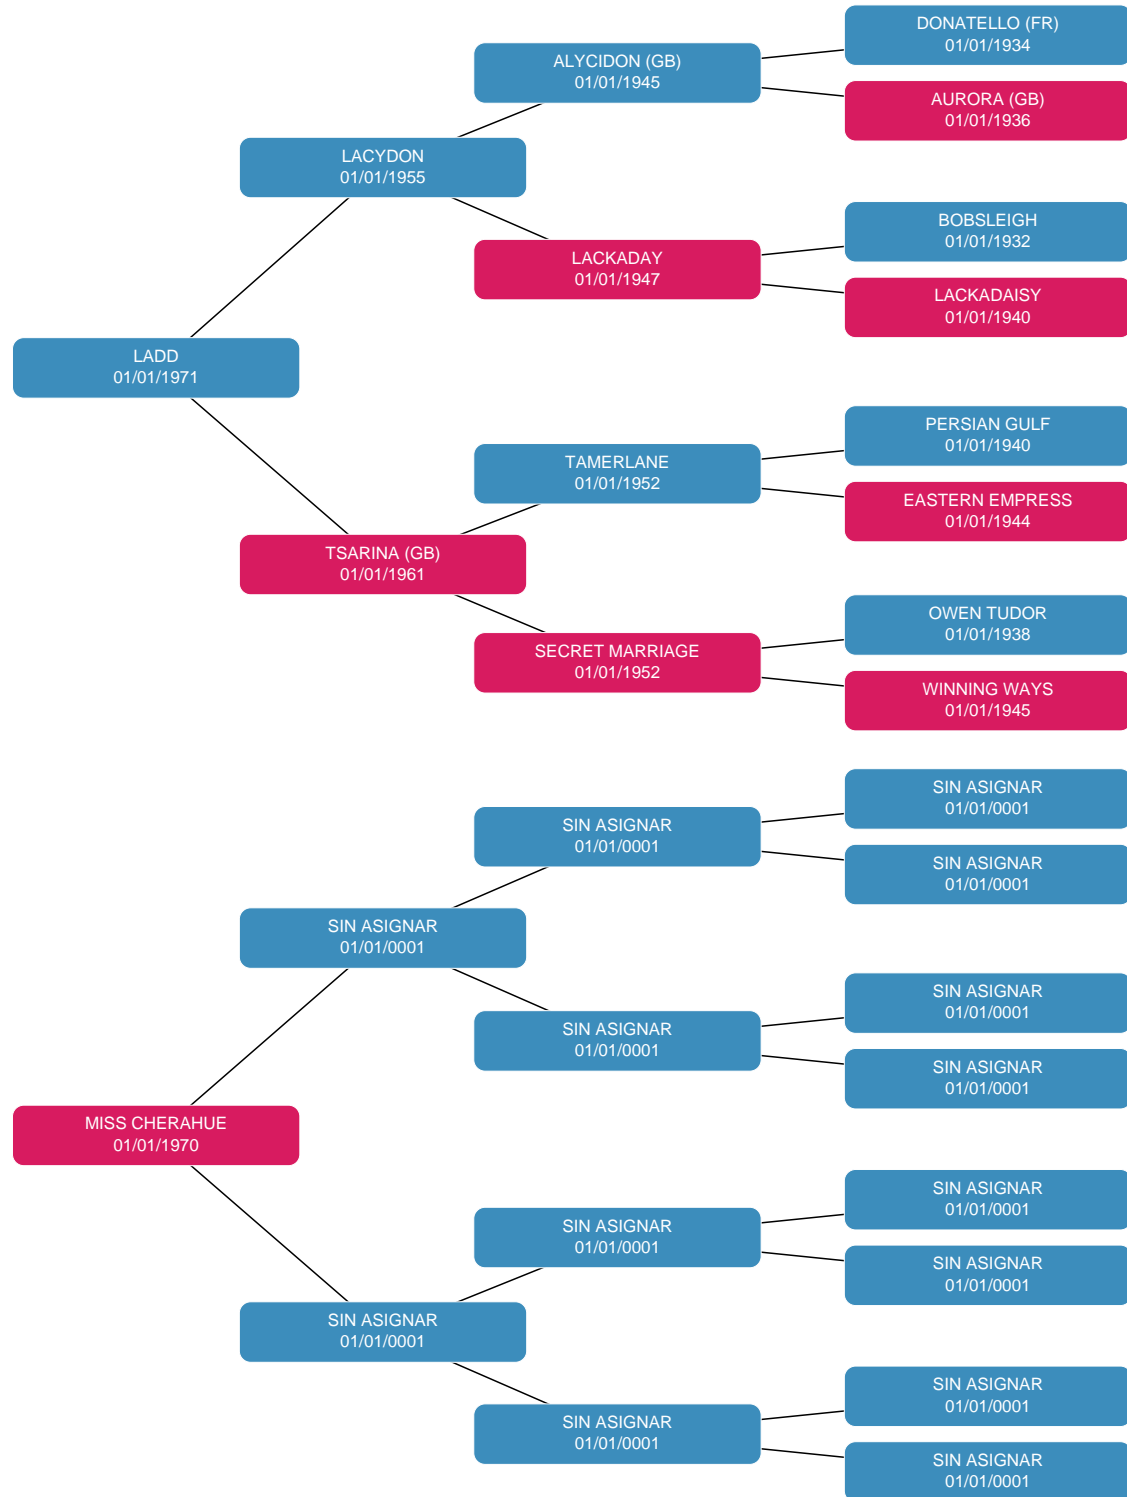 DONATELLO (FR)
01/01/1934
ALYCIDON (GB)
01/01/1945
AURORA (GB)
01/01/1936
LACYDON
01/01/1955
BOBSLEIGH
01/01/1932
LACKADAY
01/01/1947
LACKADAISY
01/01/1940
LADD
01/01/1971
PERSIAN GULF
01/01/1940
TAMERLANE
01/01/1952
EASTERN EMPRESS
01/01/1944
TSARINA (GB)
01/01/1961
OWEN TUDOR
01/01/1938
SECRET MARRIAGE
01/01/1952
WINNING WAYS
01/01/1945
SIN ASIGNAR
01/01/0001
SIN ASIGNAR
01/01/0001
SIN ASIGNAR
01/01/0001
SIN ASIGNAR
01/01/0001
SIN ASIGNAR
01/01/0001
SIN ASIGNAR
01/01/0001
SIN ASIGNAR
01/01/0001
MISS CHERAHUE
01/01/1970
SIN ASIGNAR
01/01/0001
SIN ASIGNAR
01/01/0001
SIN ASIGNAR
01/01/0001
SIN ASIGNAR
01/01/0001
SIN ASIGNAR
01/01/0001
SIN ASIGNAR
01/01/0001
SIN ASIGNAR
01/01/0001